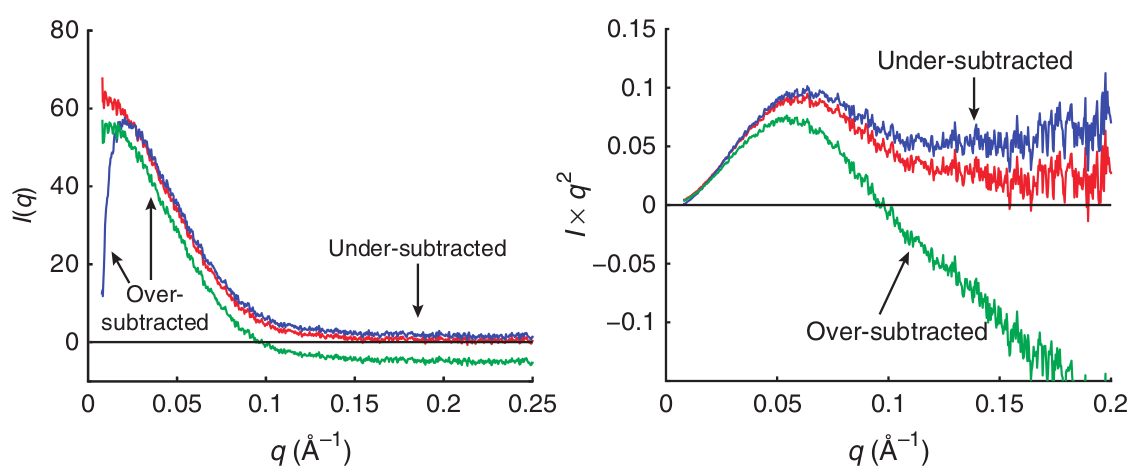 80
60
40
20
0
I(q)
Over-
subtracted
Under-subtracted
0
0.05
0.1
0.15
0.2
0.25
q (Å⁻¹)
0.15
0.1
0.05
0
−0.05
−0.1
I × q²
Under-subtracted
Over-subtracted
0
0.05
0.1
0.15
0.2
q (Å⁻¹)